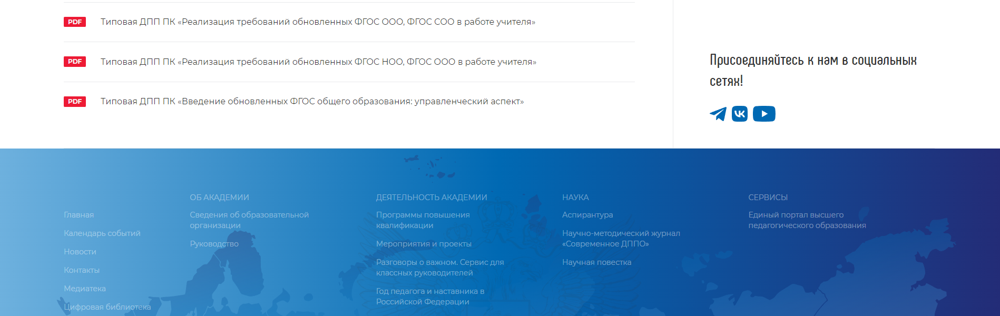 PDF Типовая ДПП ПК «Реализация требований обновленных ФГОС ООО, ФГОС СОО в работе учителя»
PDF Типовая ДПП ПК «Реализация требований обновленных ФГОС НОО, ФГОС ООО в работе учителя»
PDF Типовая ДПП ПК «Введение обновленных ФГОС общего образования: управленческий аспект»
Присоединяйтесь к нам в социальных
сетях!
Главная
Календарь событий
Новости
Контакты
Медиатека
Цифровая библиотека
ОБ АКАДЕМИИ
Сведения об образовательной
организации
Руководство
ДЕЯТЕЛЬНОСТЬ АКАДЕМИИ
Программы повышения
квалификации
Мероприятия и проекты
Разговоры о важном. Сервис для
классных руководителей
Год педагога и наставника в
Российской Федерации
НАУКА
Аспирантура
Научно-методический журнал
«Современное ДППО»
Научная повестка
СЕРВИСЫ
Единый портал высшего
педагогического образования